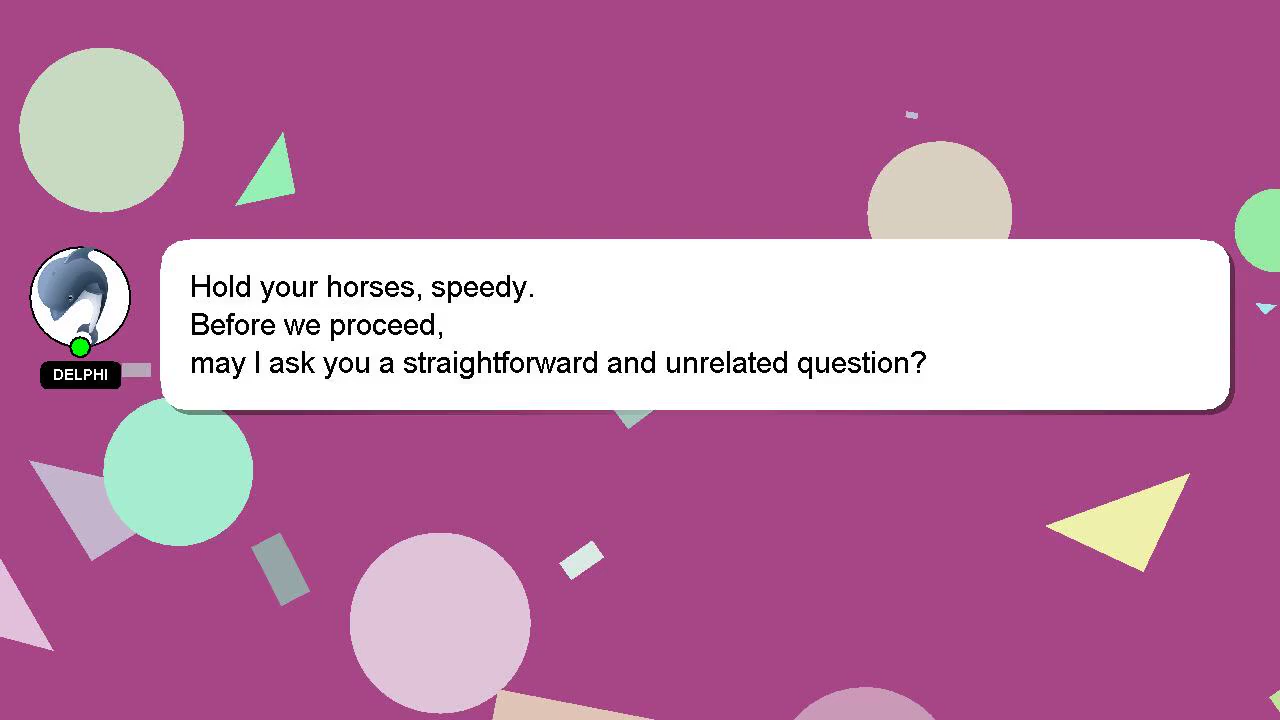 Hold your horses, speedy.
Before we proceed,
may I ask you a straightforward and unrelated question?
DELPHI